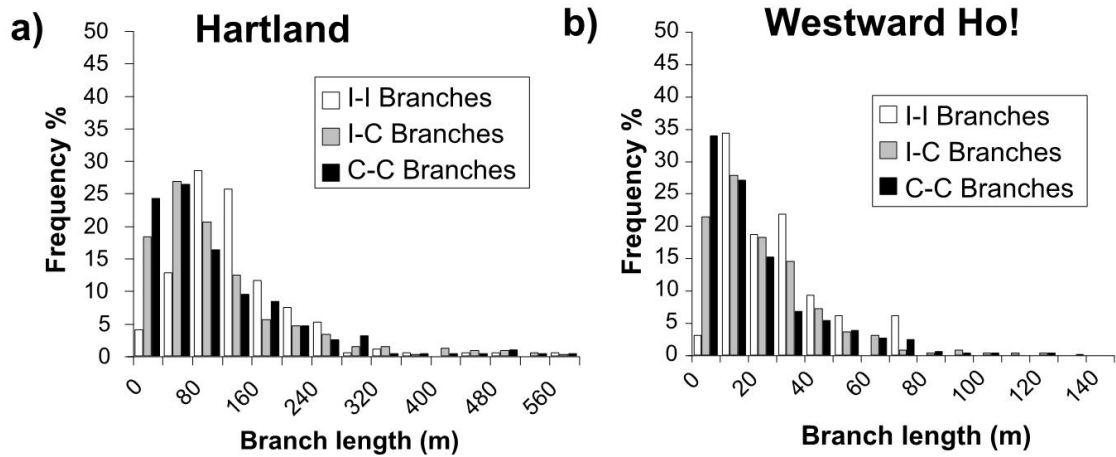 a) Hartland
50
45
40
35
30
25
20
15
10
5
0
Frequency %
I-I Branches
I-C Branches
C-C Branches
0 80 160 240 320 400 480 560
Branch length (m)
b) Westward Ho!
50
45
40
35
30
25
20
15
10
5
0
Frequency %
I-I Branches
I-C Branches
C-C Branches
0 20 40 60 80 100 120 140
Branch length (m)